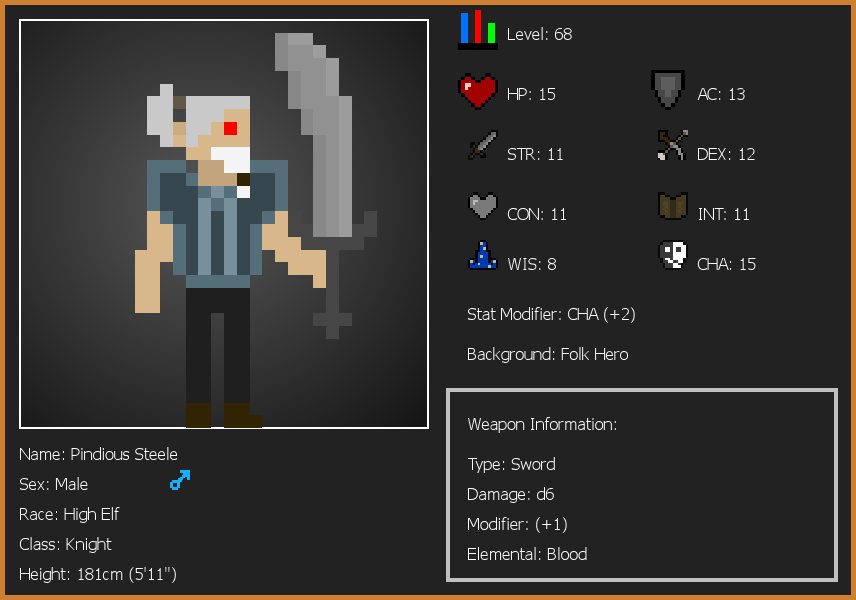 Level: 68
HP: 15
AC: 13
STR: 11
DEX: 12
CON: 11
INT: 11
WIS: 8
CHA: 15
Stat Modifier: CHA (+2)
Background: Folk Hero
Weapon Information:
Type: Sword
Damage: d6
Modifier: (+1)
Elemental: Blood
Name: Pindious Steele
Sex: Male
Race: High Elf
Class: Knight
Height: 181cm (5'11")